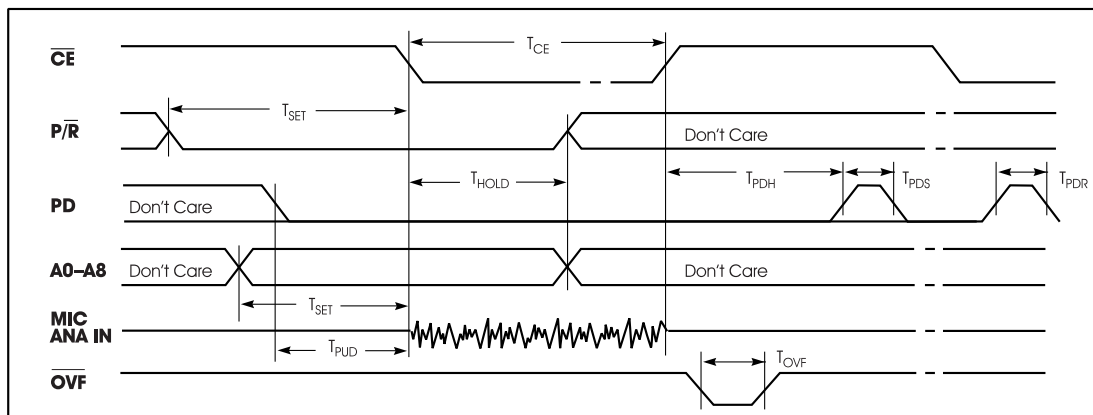 CE
T_CE
T_SET
P/R
Don't Care
T_HOLD
T_PDH
T_PDS
T_PDR
PD
Don't Care
A0–A8
Don't Care
Don't Care
T_SET
MIC
ANA IN
T_PUD
T_OVF
OVF